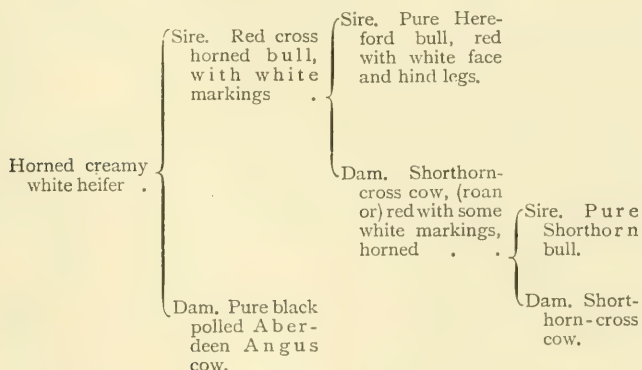 Horned creamy
white heifer .
Sire. Red cross
horned bull,
with white
markings .
Sire. Pure Here-
ford bull, red
with white face
and hind legs.
Dam. Shorthorn-
cross cow, (roan
or) red with some
white markings,
horned . .
Sire. Pure
Shorthorn
bull.
Dam. Short-
horn-cross
cow.
Dam. Pure black
polled Aber-
deen Angus
cow.